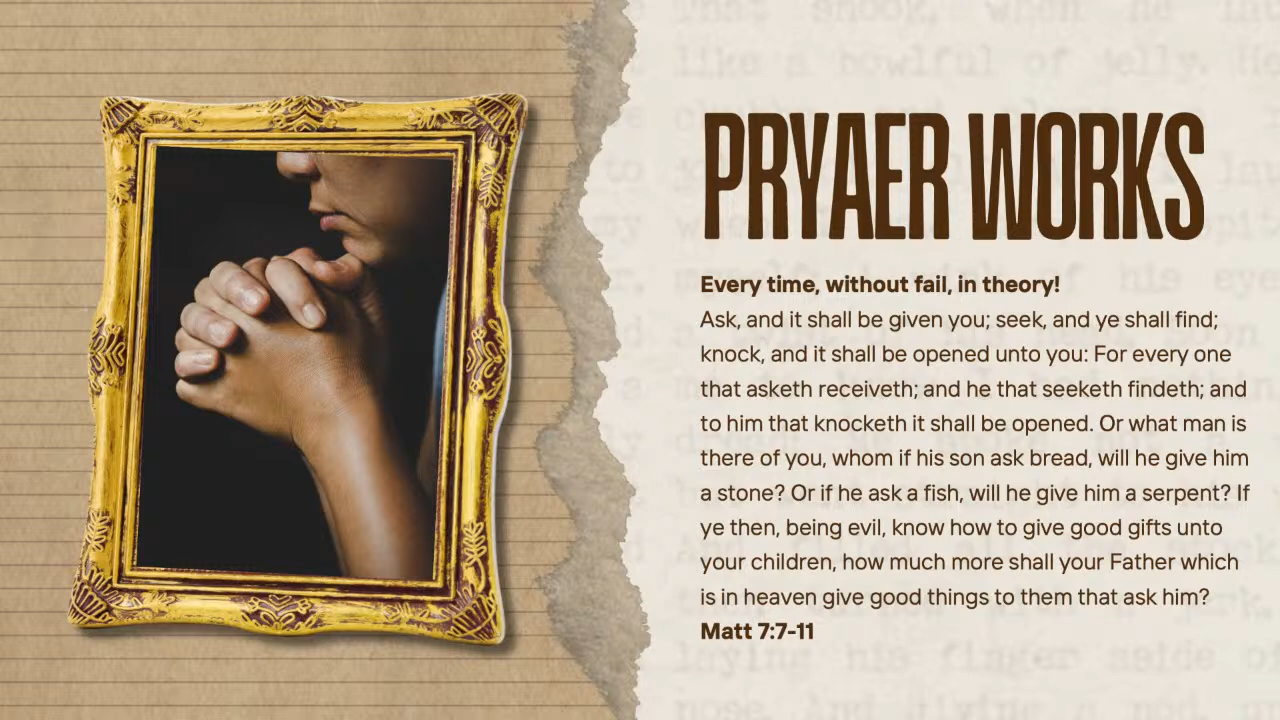 PRYAER WORKS
Every time, without fail, in theory!
Ask, and it shall be given you; seek, and ye shall find;
knock, and it shall be opened unto you: For every one
that asketh receiveth; and he that seeketh findeth; and
to him that knocketh it shall be opened. Or what man is
there of you, whom if his son ask bread, will he give him
a stone? Or if he ask a fish, will he give him a serpent? If
ye then, being evil, know how to give good gifts unto
your children, how much more shall your Father which
is in heaven give good things to them that ask him?
Matt 7:7-11